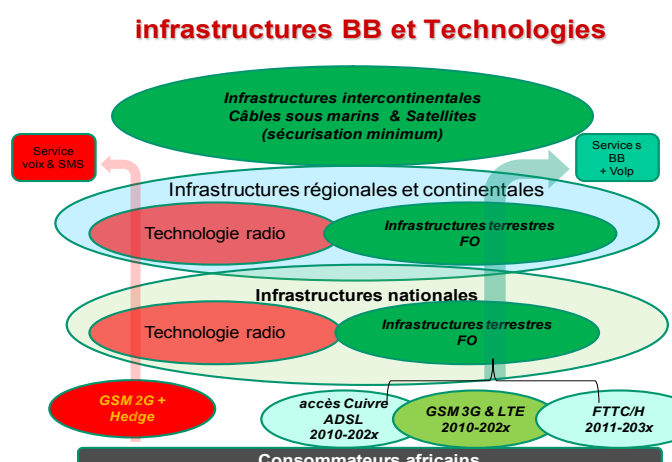 infrastructures BB et Technologies
Infrastructures intercontinentales
Câbles sous marins & Satellites
(sécurisation minimum)
Service
voix & SMS
Service s
BB
+ VoIp
Infrastructures régionales et continentales
Technologie radio
Infrastructures terrestres
FO
Infrastructures nationales
Technologie radio
Infrastructures terrestres
FO
GSM 2G +
Hedge
accès Cuivre
ADSL
2010-202x
GSM 3G & LTE
2010-202x
FTTC/H
2011-203x
Consommateurs africains